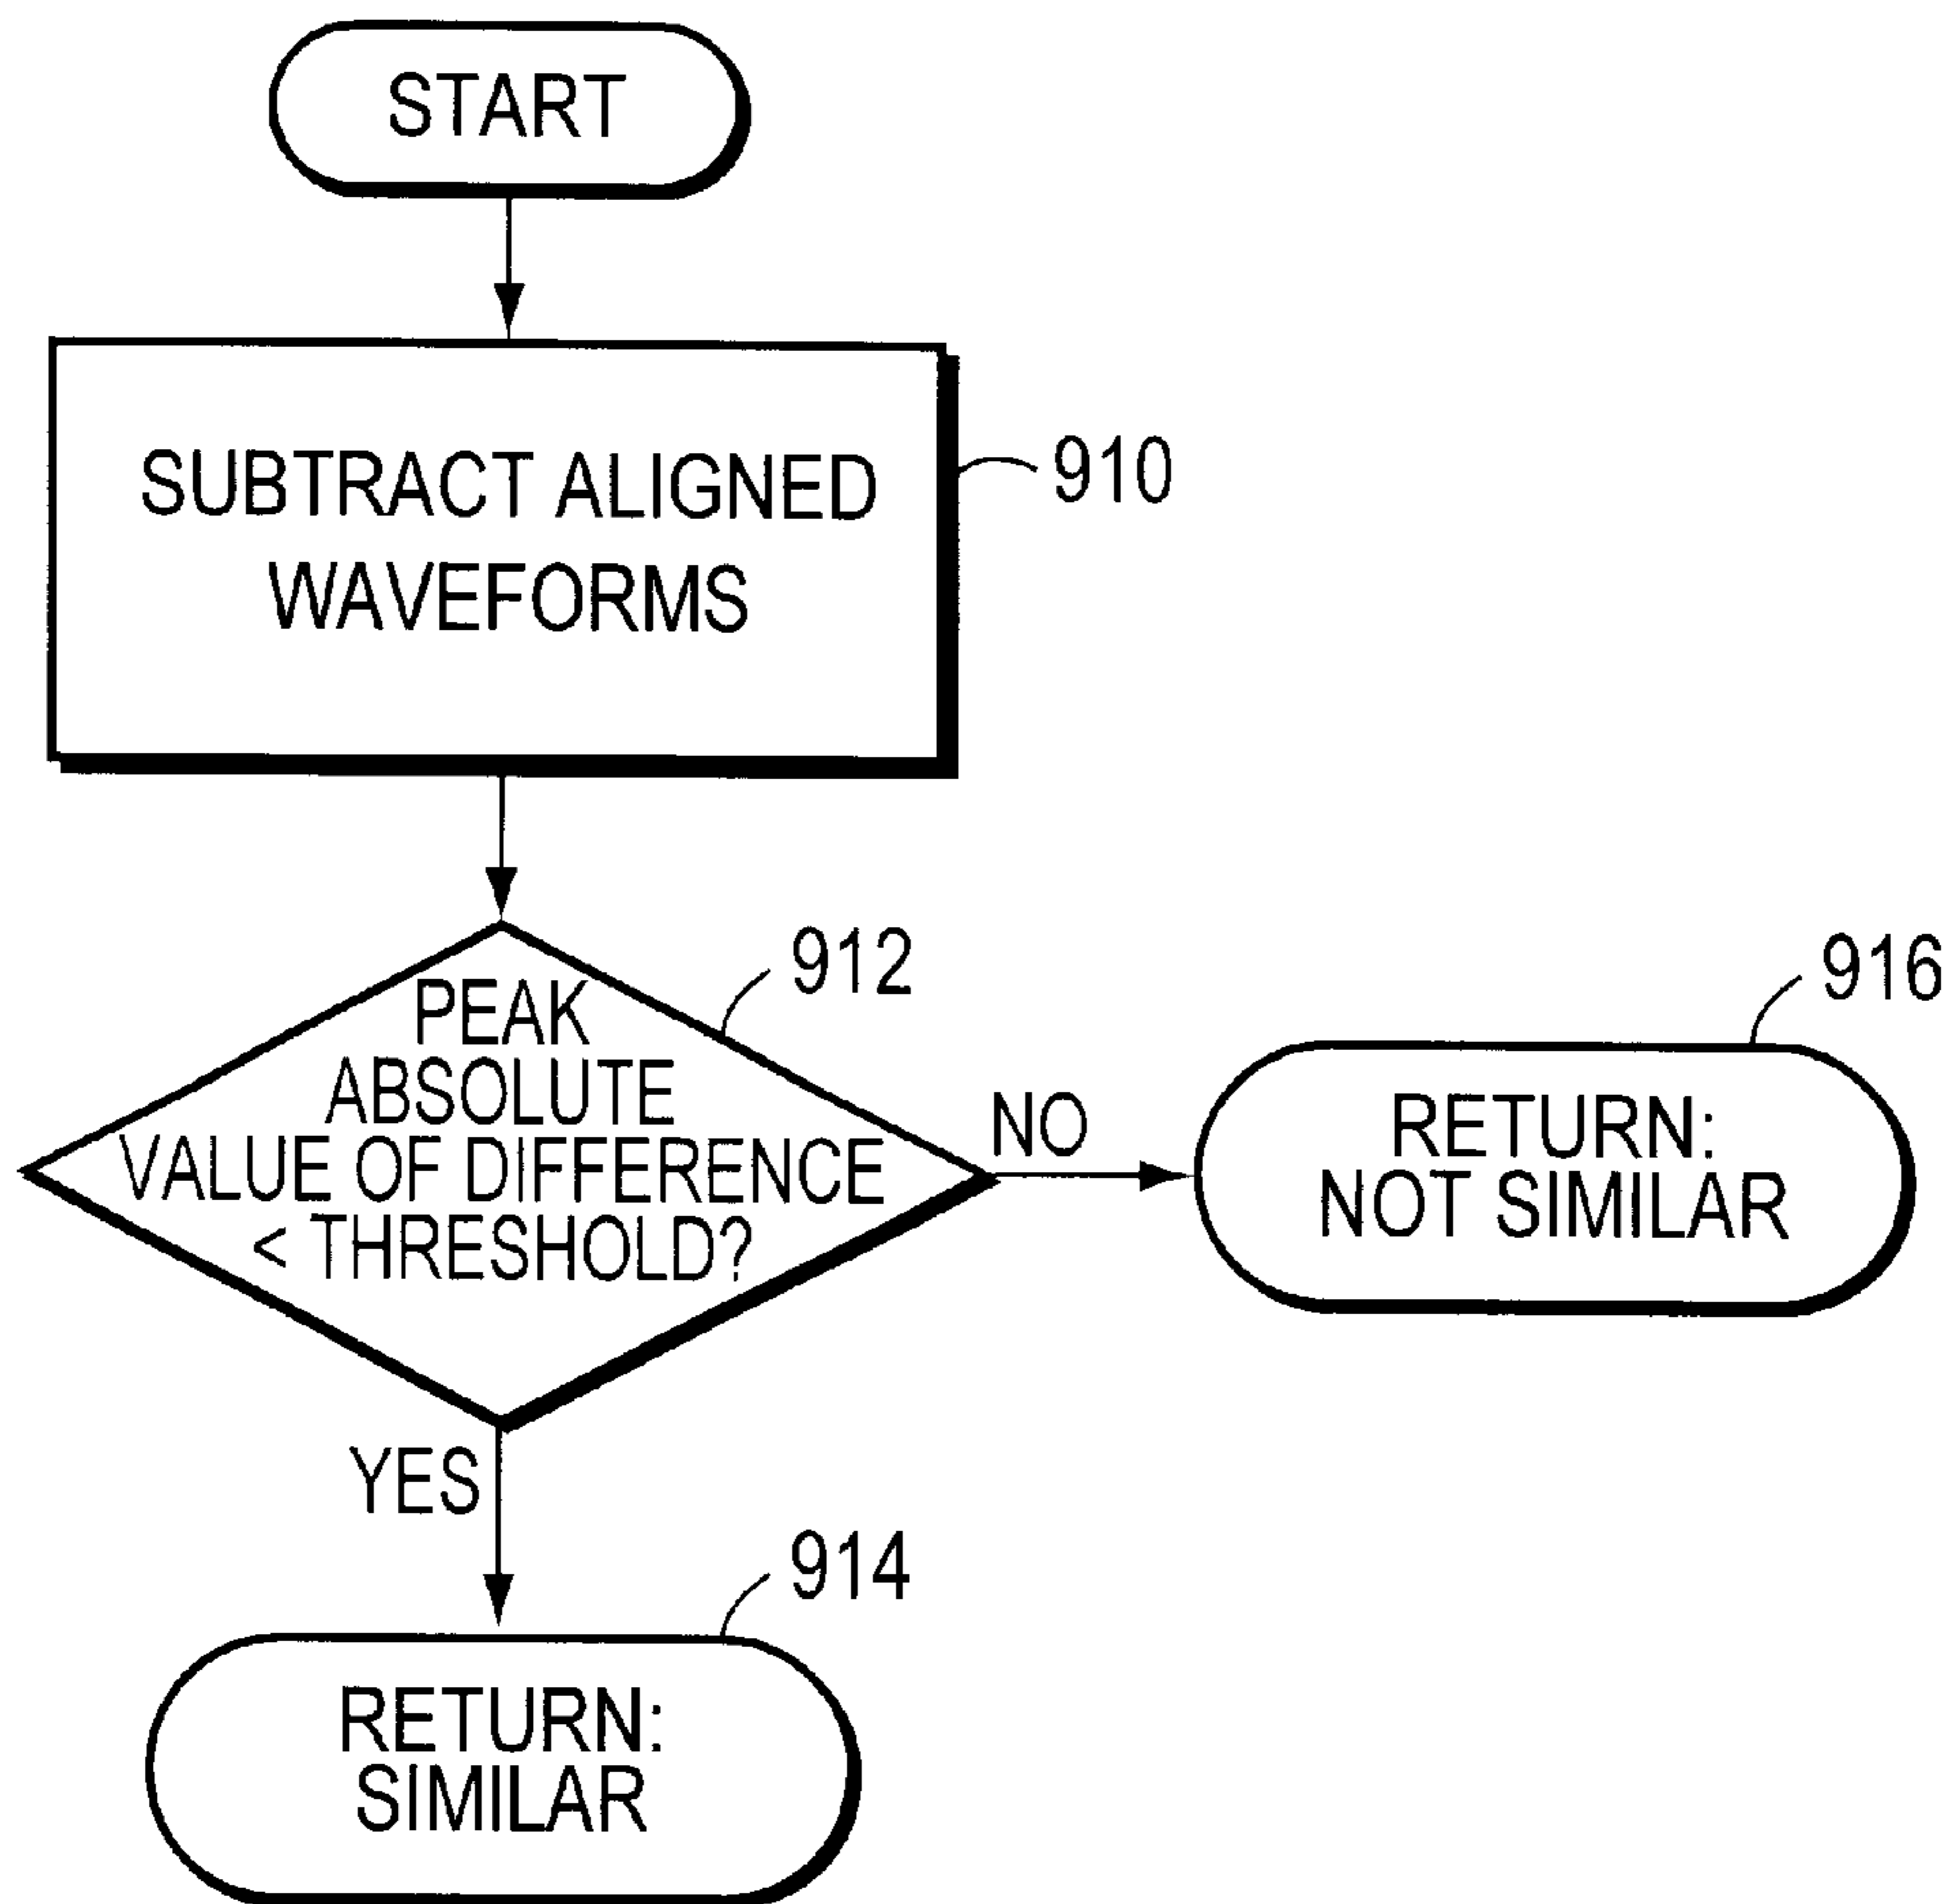 START
SUBTRACT ALIGNED
WAVEFORMS
910
912
PEAK
ABSOLUTE
VALUE OF DIFFERENCE
< THRESHOLD?
NO
916
RETURN:
NOT SIMILAR
YES
914
RETURN:
SIMILAR